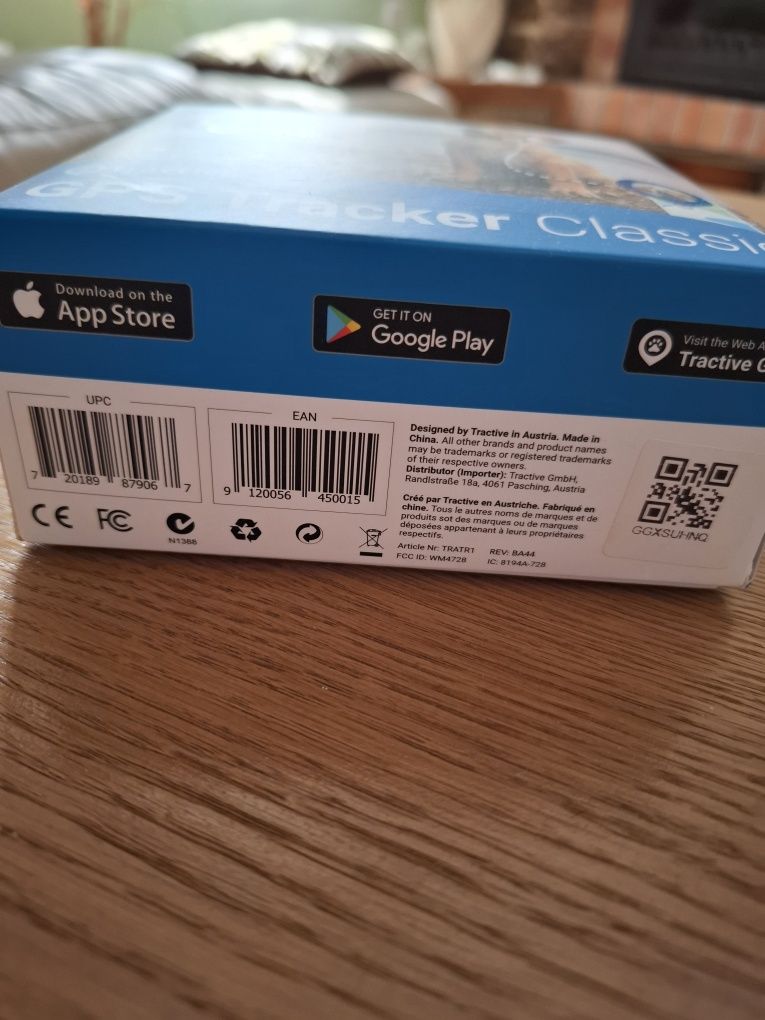 GPS Tracker Classic
Download on the
App Store
GET IT ON
Google Play
Visit the Web A
Tractive G
UPC
7 20189 87906 7
EAN
9 120056 450015
Designed by Tractive in Austria. Made in
China. All other brands and product names
may be trademarks or registered trademarks
of their respective owners.
Distributor (Importer): Tractive GmbH,
Randlstraße 18a, 4061 Pasching, Austria
Créé par Tractive en Austriche. Fabriqué en
chine. Tous le autres noms de marques et de
produits sot des marques ou de marques
déposées appartenant à leurs propriétaires
respectifs.
Article Nr: TRATR1 REV: BA44
FCC ID: WM4728 IC: 8194A-728
CE FC N1388
GGXSUHNQ